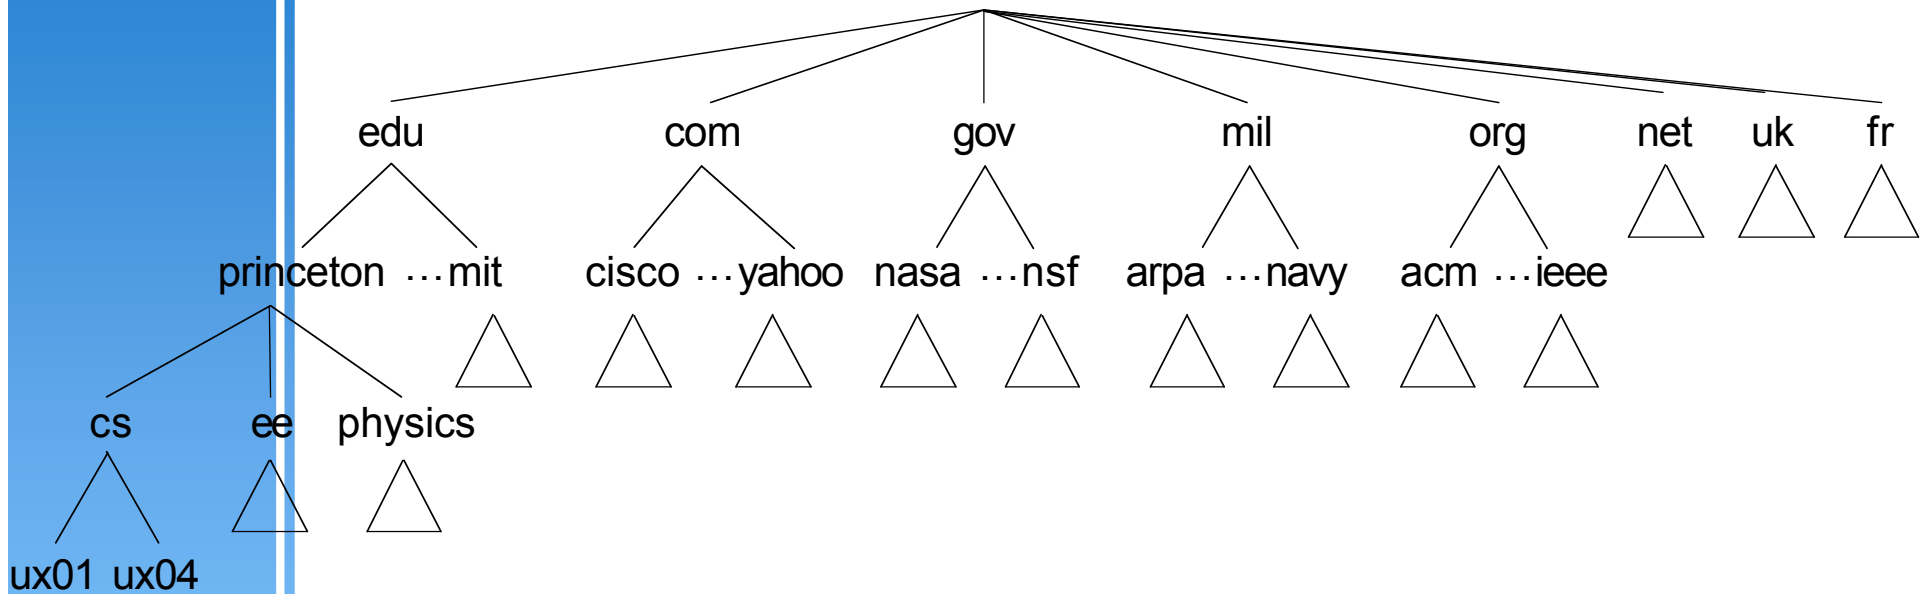 edu com gov mil org net uk fr
princeton …mit cisco …yahoo nasa …nsf arpa …navy acm …ieee
cs ee physics
ux01 ux04